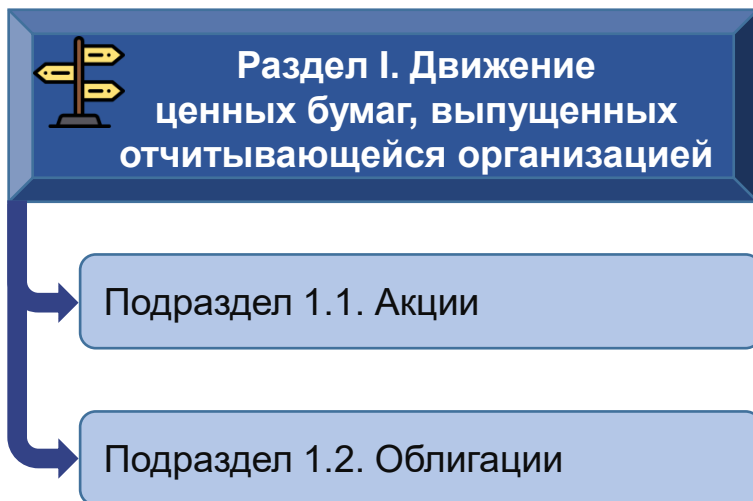 Раздел I. Движение
ценных бумаг, выпущенных
отчитывающейся организацией
Подраздел 1.1. Акции
Подраздел 1.2. Облигации